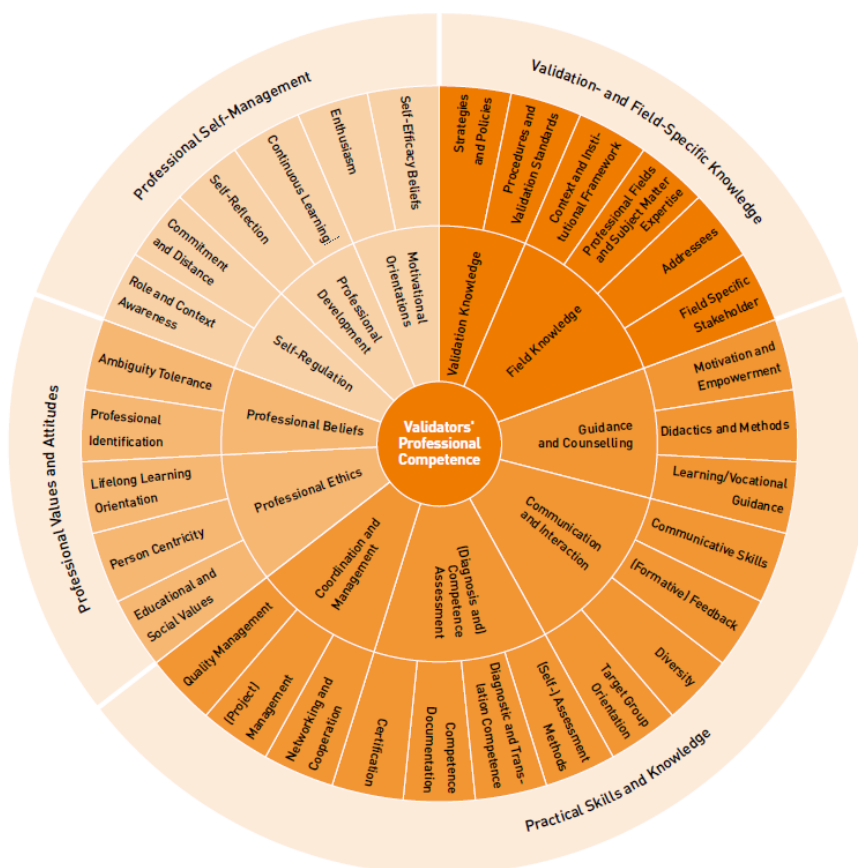 Validators'
Professional
Competence
Validation- and Field-Specific Knowledge
Validation Knowledge
Strategies
and Policies
Procedures and
Validation Standards
Field Knowledge
Context and Insti-
tutional Framework
Professional Fields
and Subject Matter
Expertise
Addressees
Field Specific
Stakeholder
Practical Skills and Knowledge
Guidance
and Counselling
Motivation and
Empowerment
Didactics and Methods
Learning/Vocational
Guidance
Communication
and Interaction
Communicative Skills
(Formative) Feedback
Diversity
Target Group
Orientation
(Diagnosis and)
Competence
Assessment
(Self-) Assessment
Methods
Diagnostic and Trans-
lation Competence
Competence
Documentation
Certification
Coordination and
Management
Networking and
Cooperation
(Project)
Management
Quality Management
Professional Values and Attitudes
Professional Ethics
Educational and
Social Values
Person Centricity
Lifelong Learning
Orientation
Professional Beliefs
Professional
Identification
Ambiguity Tolerance
Professional Self-Management
Self-Regulation
Role and Context
Awareness
Commitment
and Distance
Professional
Development
Self-Reflection
Continuous Learning
Motivational
Orientations
Enthusiasm
Self-Efficacy Beliefs